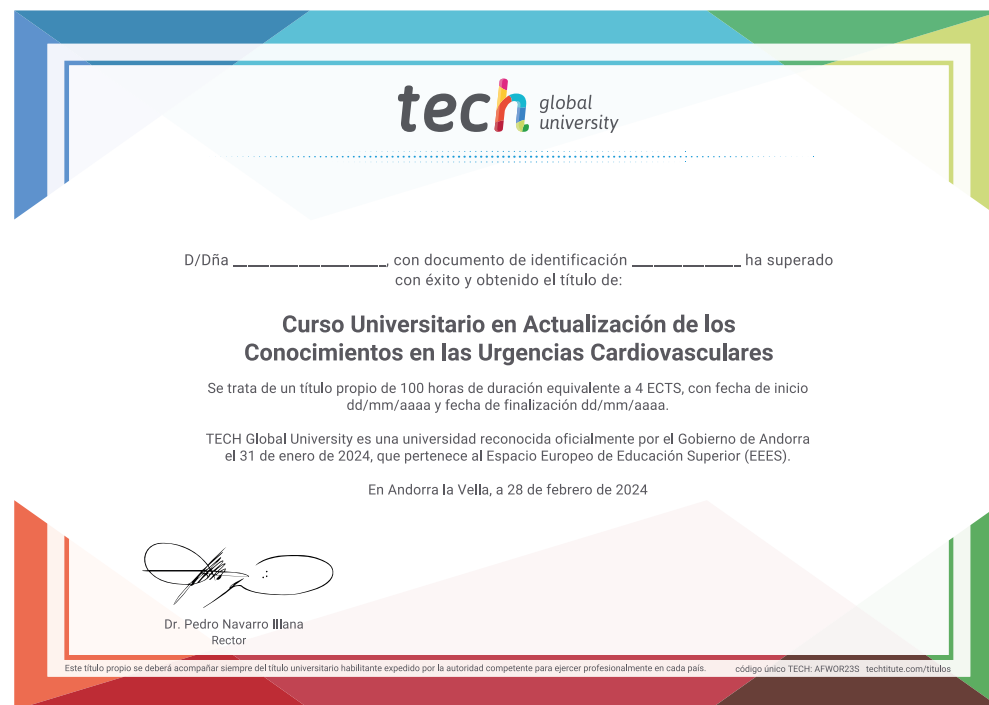 tech global
university
D/Dña ____________________, con documento de identificación ______________ ha superado
con éxito y obtenido el título de:
Curso Universitario en Actualización de los
Conocimientos en las Urgencias Cardiovasculares
Se trata de un título propio de 100 horas de duración equivalente a 4 ECTS, con fecha de inicio
dd/mm/aaaa y fecha de finalización dd/mm/aaaa.
TECH Global University es una universidad reconocida oficialmente por el Gobierno de Andorra
el 31 de enero de 2024, que pertenece al Espacio Europeo de Educación Superior (EEES).
En Andorra la Vella, a 28 de febrero de 2024
Dr. Pedro Navarro Illana
Rector
Este título propio se deberá acompañar siempre del título universitario habilitante expedido por la autoridad competente para ejercer profesionalmente en cada país. código único TECH: AFWOR23S techtitute.com/titulos